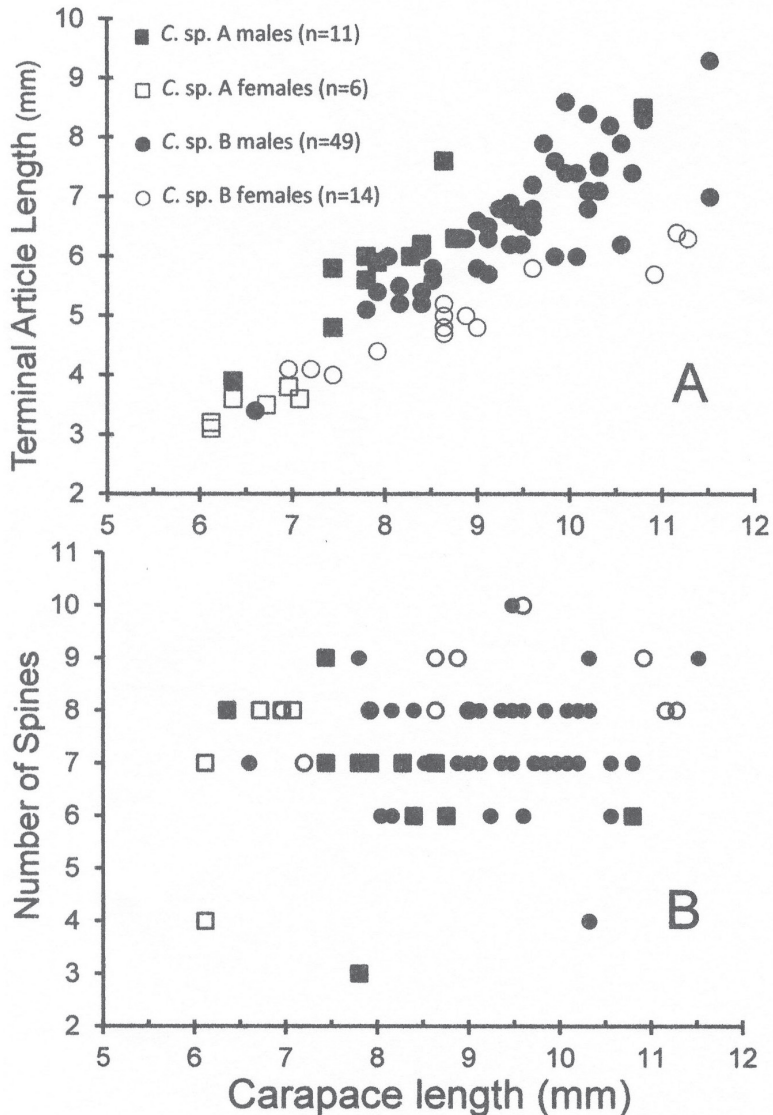 10
9
8
7
6
5
4
3
2
Terminal Article Length (mm)
C. sp. A males (n=11)
C. sp. A females (n=6)
C. sp. B males (n=49)
C. sp. B females (n=14)
A
5 6 7 8 9 10 11 12
11
10
9
8
7
6
5
4
3
2
Number of Spines
B
5 6 7 8 9 10 11 12
Carapace length (mm)